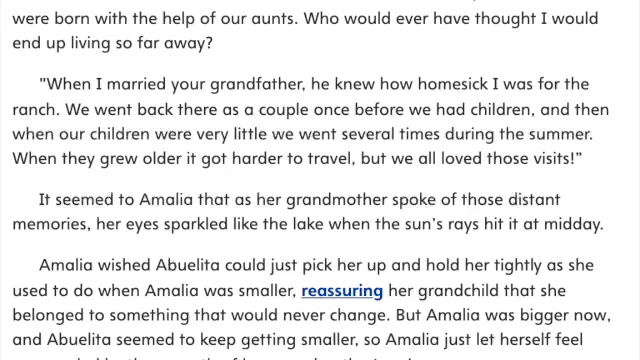 were born with the help of our aunts. Who would ever have thought I would
end up living so far away?
"When I married your grandfather, he knew how homesick I was for the
ranch. We went back there as a couple once before we had children, and then
when our children were very little we went several times during the summer.
When they grew older it got harder to travel, but we all loved those visits!”
It seemed to Amalia that as her grandmother spoke of those distant
memories, her eyes sparkled like the lake when the sun’s rays hit it at midday.
Amalia wished Abuelita could just pick her up and hold her tightly as she
used to do when Amalia was smaller, reassuring her grandchild that she
belonged to something that would never change. But Amalia was bigger now,
and Abuelita seemed to keep getting smaller, so Amalia just let herself feel